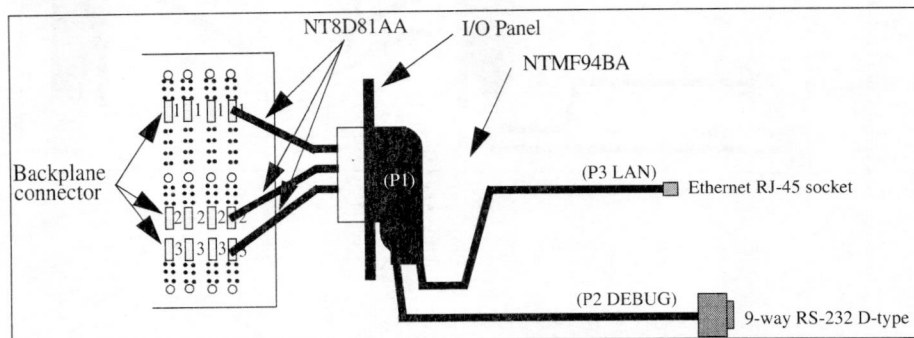 NT8D81AA
I/O Panel
NTMF94BA
1 1 1 1
Backplane
connector
(P1)
(P3 LAN)
Ethernet RJ-45 socket
2 2 2 2
3 3 3 3
(P2 DEBUG)
9-way RS-232 D-type